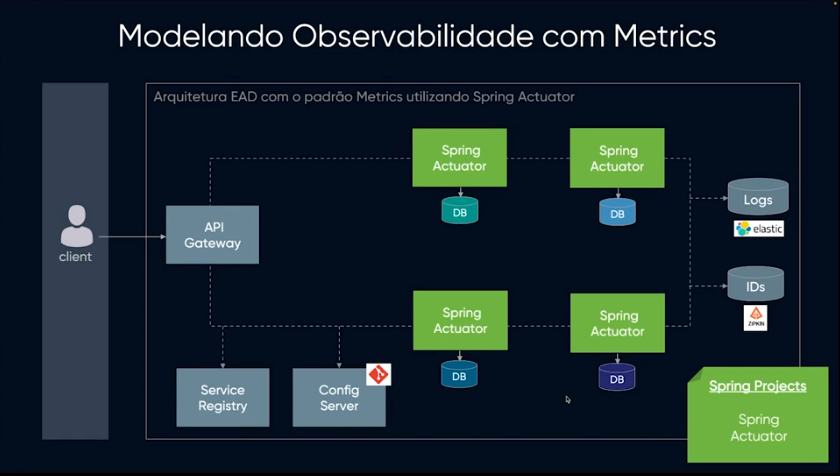 Modelando Observabilidade com Metrics
Arquitetura EAD com o padrão Metrics utilizando Spring Actuator
Spring
Actuator
DB
Spring
Actuator
DB
Logs
elastic
API
Gateway
client
IDs
ZIPKIN
Spring
Actuator
DB
Spring
Actuator
DB
Service
Registry
Config
Server
Spring Projects
Spring
Actuator